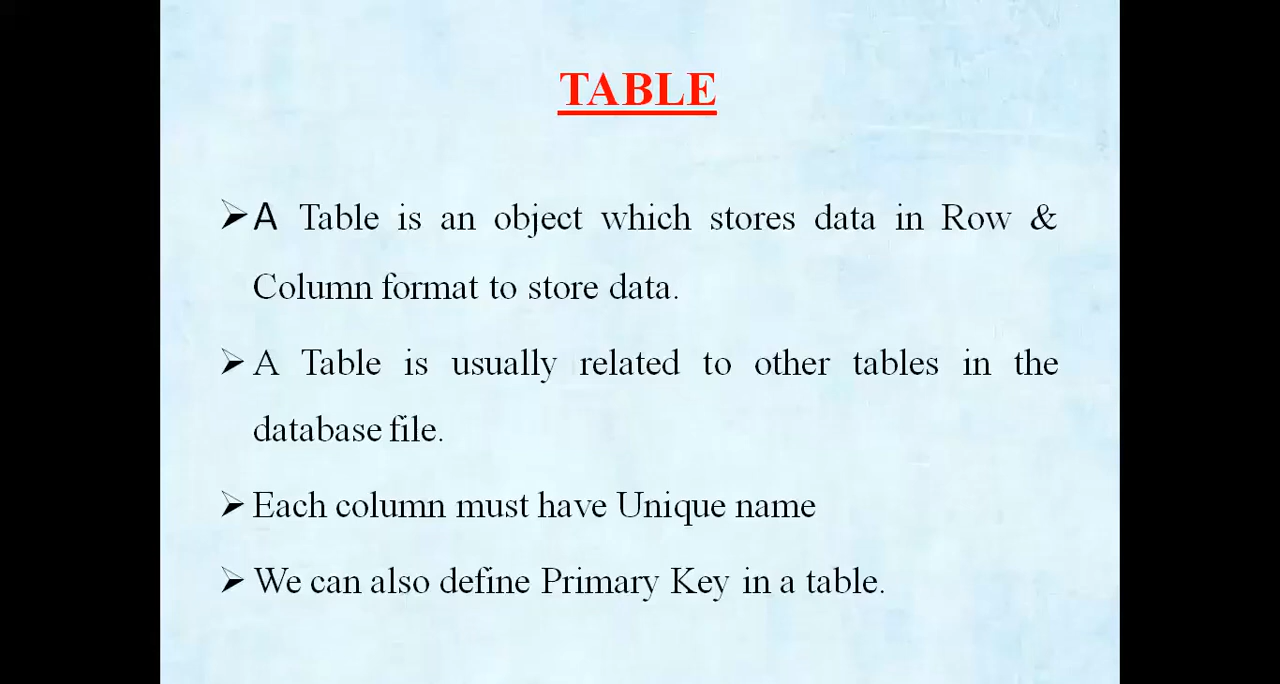 TABLE
➢A Table is an object which stores data in Row &
Column format to store data.
➢ A Table is usually related to other tables in the
database file.
➢ Each column must have Unique name
➢ We can also define Primary Key in a table.